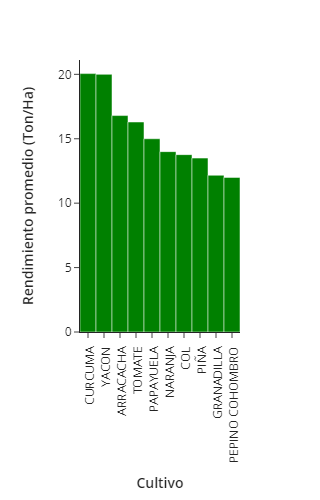 Rendimiento promedio (Ton/Ha)
20
15
10
5
0
CURCUMA
YACON
ARRACACHA
TOMATE
PAPAYUELA
NARANJA
COL
PIÑA
GRANADILLA
PEPINO COHOMBRO
Cultivo